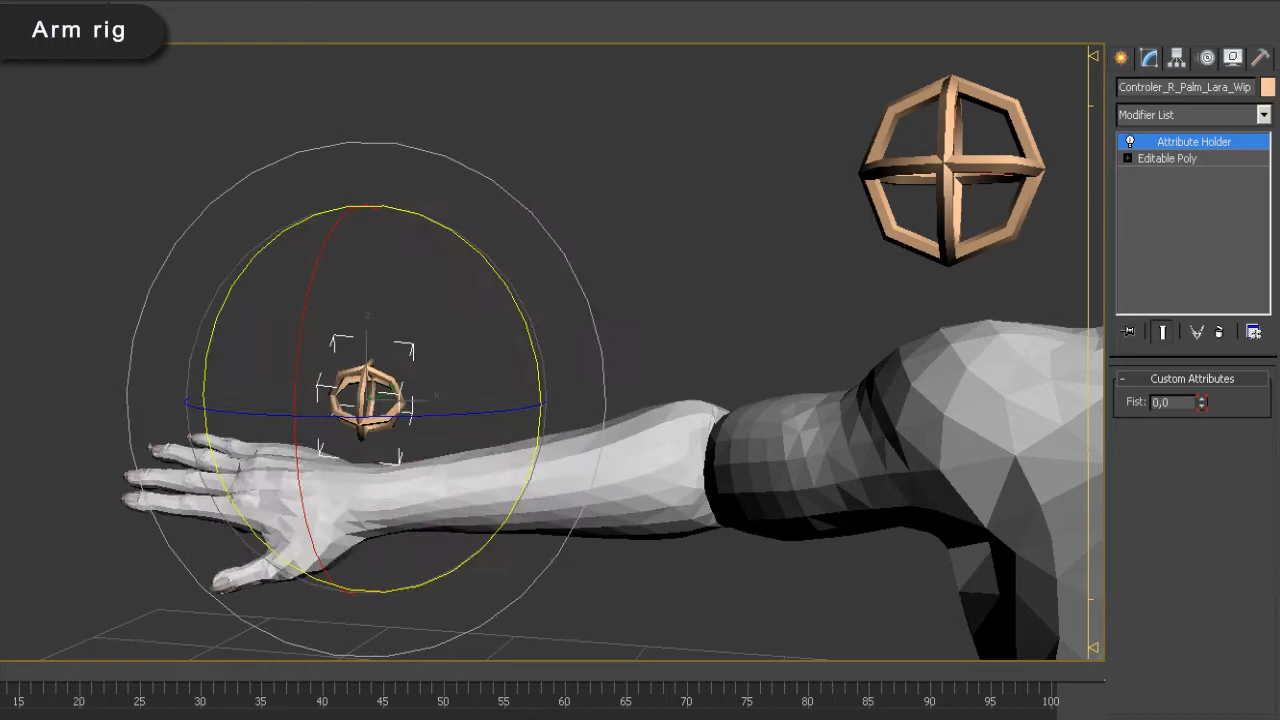 Arm rig
Controler_R_Palm_Lara_Wip
Modifier List
Attribute Holder
Editable Poly
Custom Attributes
Fist: 0,0
z
x
15 20 25 30 35 40 45 50 55 60 65 70 75 80 85 90 95 100